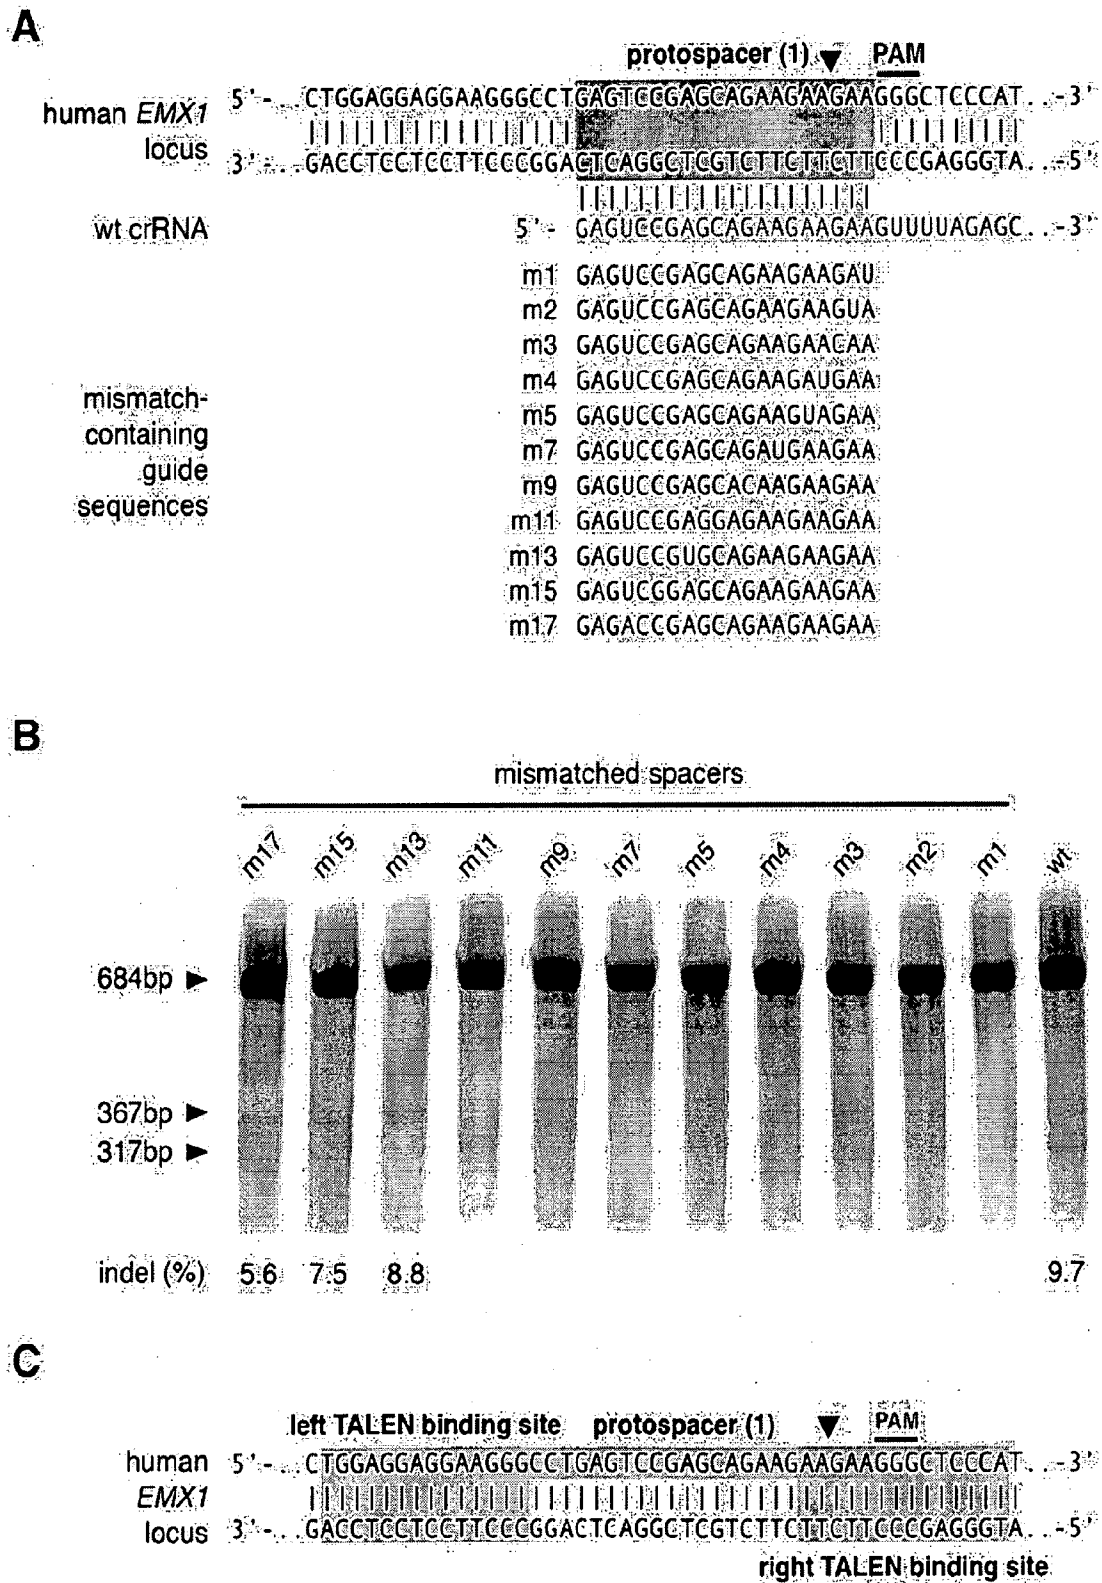 A
protospacer (1) PAM
human EMX1 locus
5'-...CTGGAGGAGGAAGGGCCTGAGTCCGAGCAGAAGAAGAAGGGCTCCCAT...-3'
3'-...GACCTCCTCCTTCCCGGACTCAGGCTCGTCTTCTTCTTCCCGAGGGTA...-5'
wt crRNA 5'- GAGUCCGAGCAGAAGAAGAAGUUUUAGAGC...-3'
mismatch-containing guide sequences
m1 GAGUCCGAGCAGAAGAAGAU
m2 GAGUCCGAGCAGAAGAAGUA
m3 GAGUCCGAGCAGAAGAACAA
m4 GAGUCCGAGCAGAAGAUGAA
m5 GAGUCCGAGCAGAAGUAGAA
m7 GAGUCCGAGCAGAUGAAGAA
m9 GAGUCCGAGCACAAGAAGAA
m11 GAGUCCGAGGAGAAGAAGAA
m13 GAGUCCGUGCAGAAGAAGAA
m15 GAGUCGGAGCAGAAGAAGAA
m17 GAGACCGAGCAGAAGAAGAA
B
mismatched spacers
m17 m15 m13 m11 m9 m7 m5 m4 m3 m2 m1 wt
684bp
367bp
317bp
indel (%) 5.6 7.5 8.8 9.7
C
left TALEN binding site protospacer (1) PAM
human EMX1 locus
5'-...CTGGAGGAGGAAGGGCCTGAGTCCGAGCAGAAGAAGAAGGGCTCCCAT...-3'
3'-...GACCTCCTCCTTCCCGGACTCAGGCTCGTCTTCTTCTTCCCGAGGGTA...-5'
right TALEN binding site